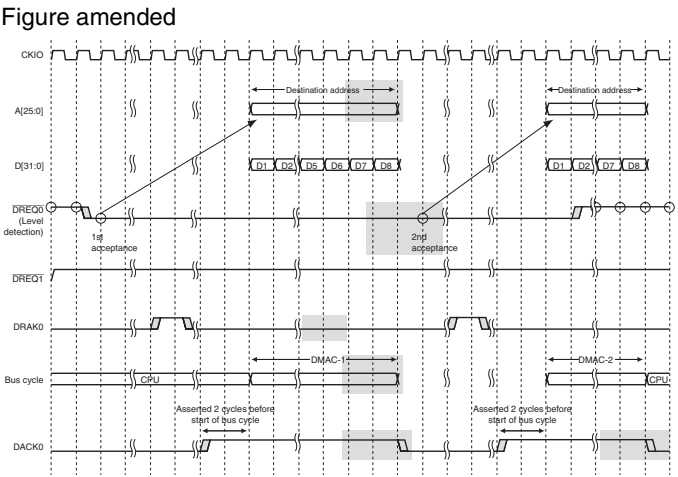 Figure amended
CKIO
Destination address
Destination address
A[25:0]
D[31:0]
D1 D2 D5 D6 D7 D8
D1 D2 D7 D8
DREQ0
(Level
detection)
1st
acceptance
2nd
acceptance
DREQ1
DRAK0
DMAC-1
DMAC-2
Bus cycle
CPU
CPU
Asserted 2 cycles before
start of bus cycle
Asserted 2 cycles before
start of bus cycle
DACK0